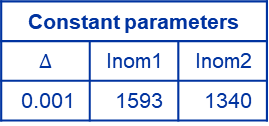 Constant parameters
Δ Inom1 Inom2
0.001 1593 1340